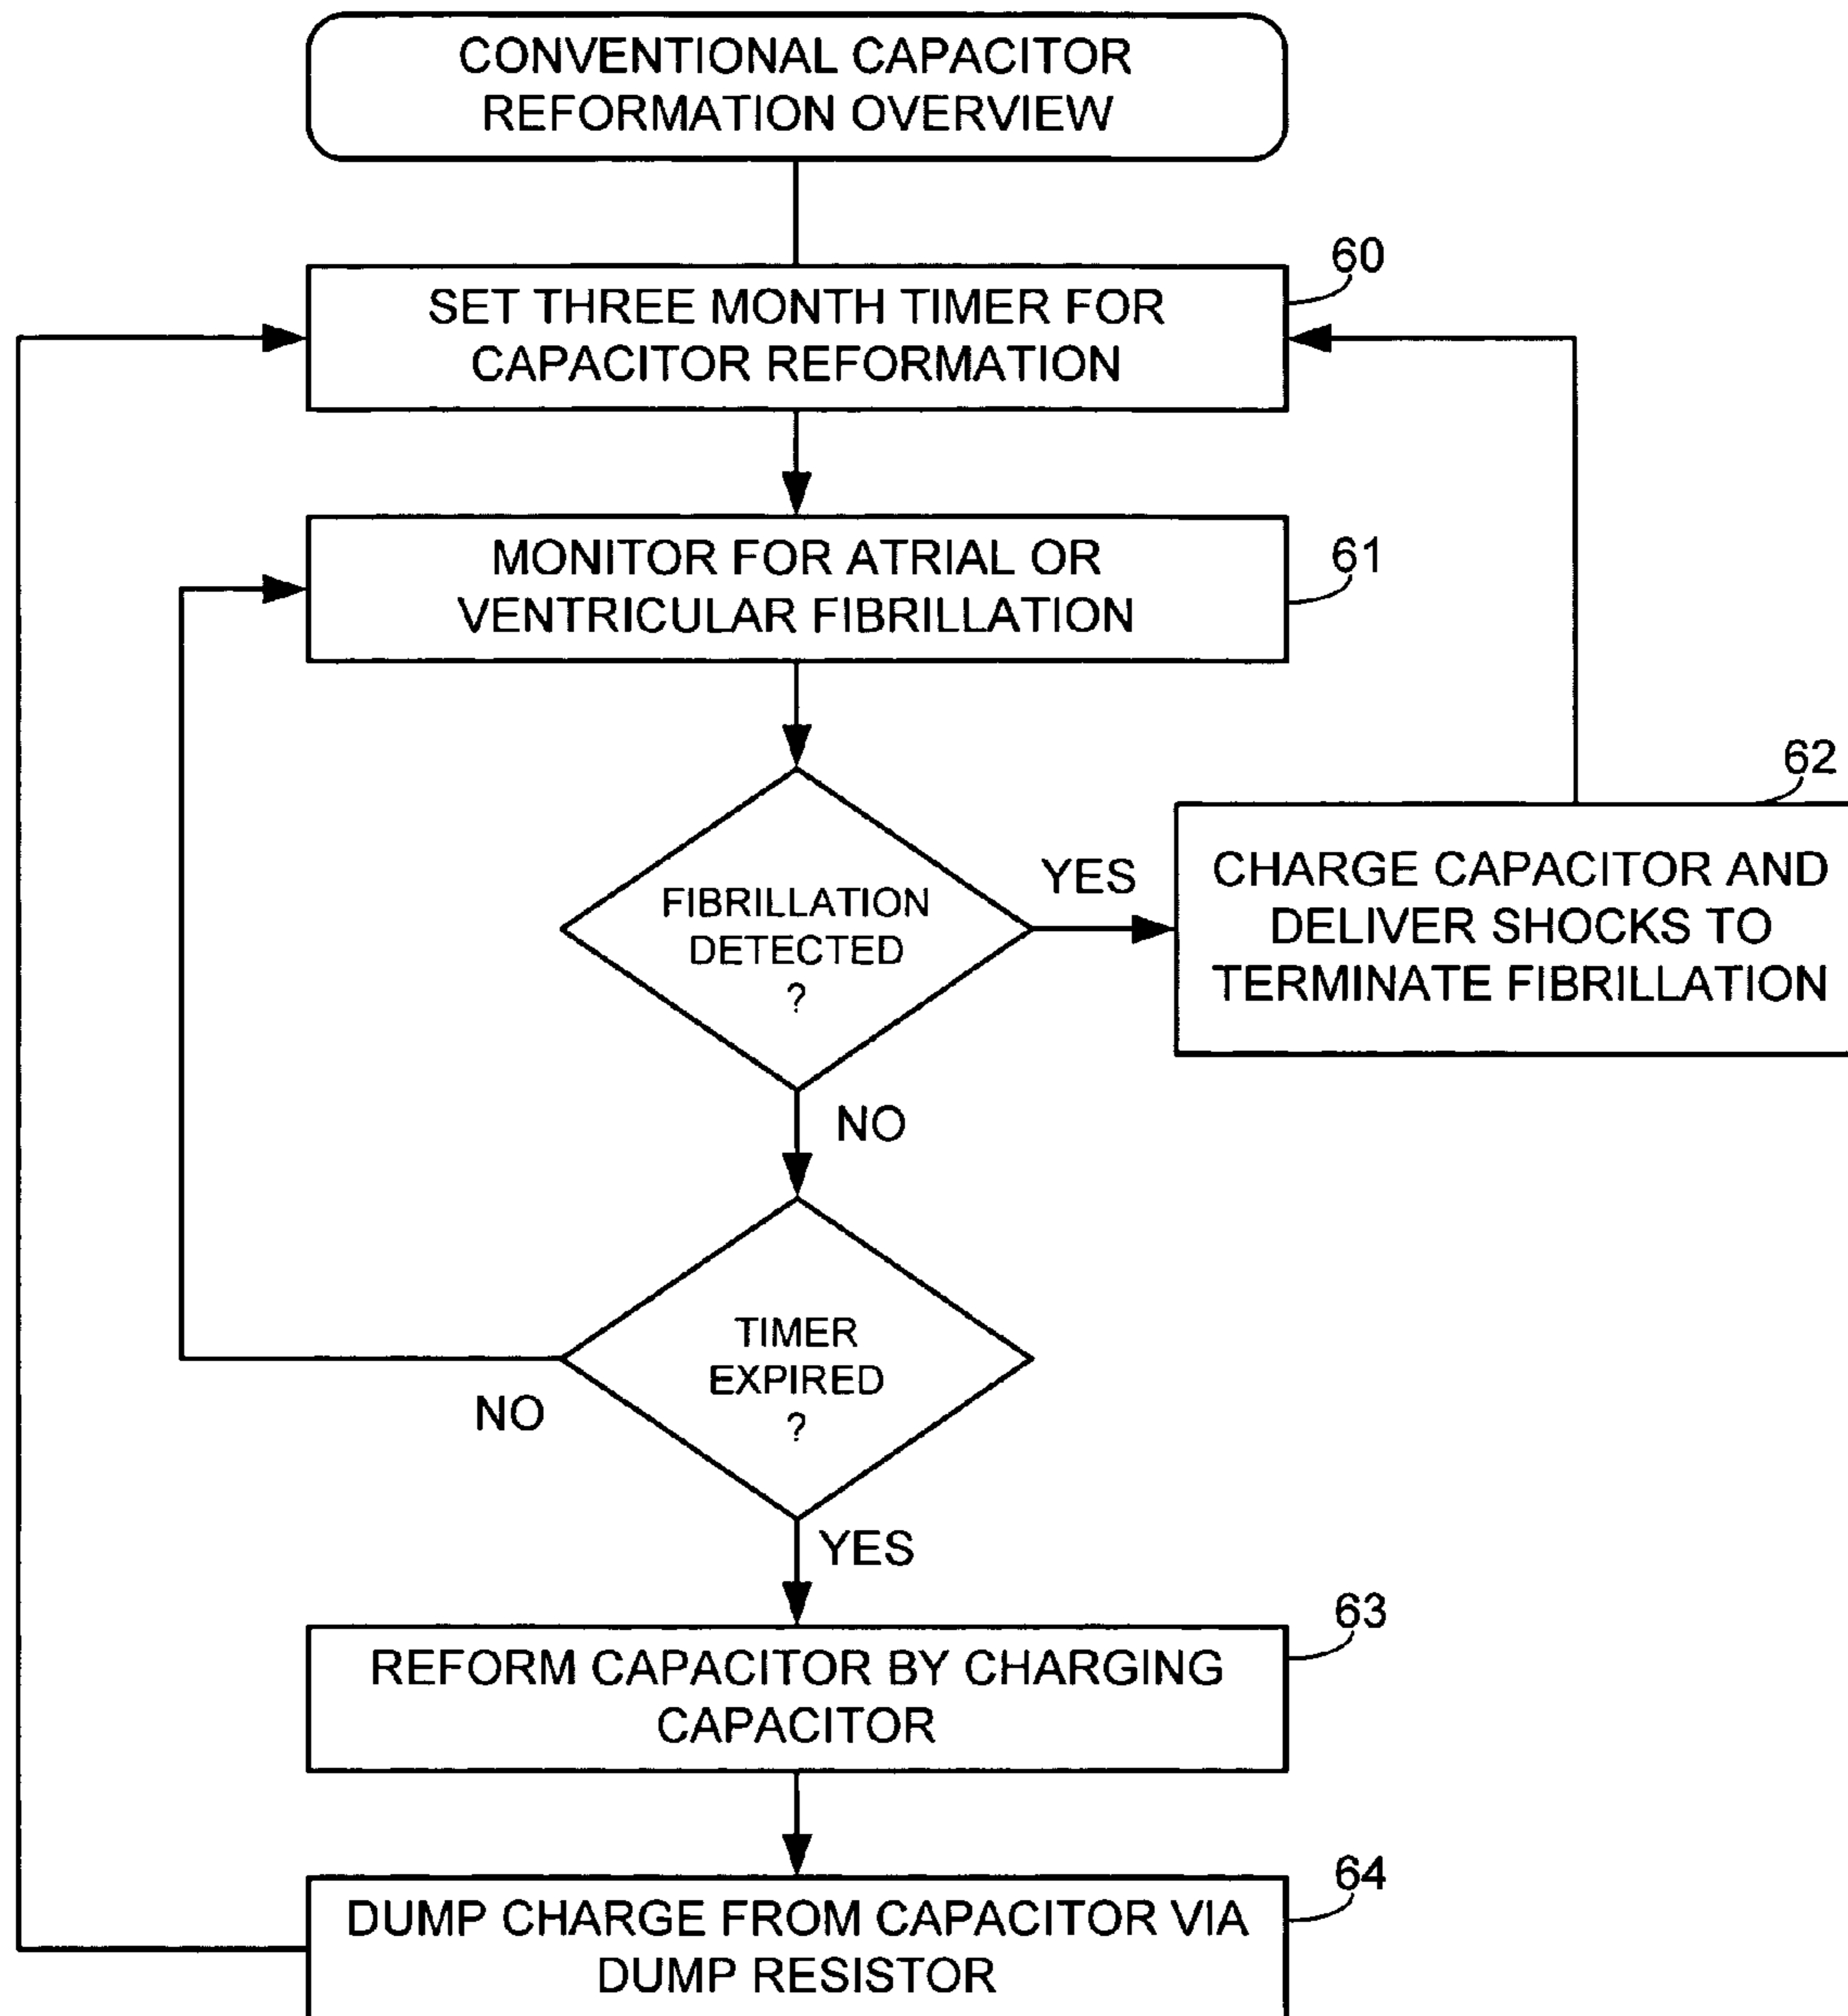 CONVENTIONAL CAPACITOR
REFORMATION OVERVIEW
60
SET THREE MONTH TIMER FOR
CAPACITOR REFORMATION
61
MONITOR FOR ATRIAL OR
VENTRICULAR FIBRILLATION
62
FIBRILLATION
DETECTED
?
YES
CHARGE CAPACITOR AND
DELIVER SHOCKS TO
TERMINATE FIBRILLATION
NO
TIMER
EXPIRED
?
NO
YES
63
REFORM CAPACITOR BY CHARGING
CAPACITOR
64
DUMP CHARGE FROM CAPACITOR VIA
DUMP RESISTOR